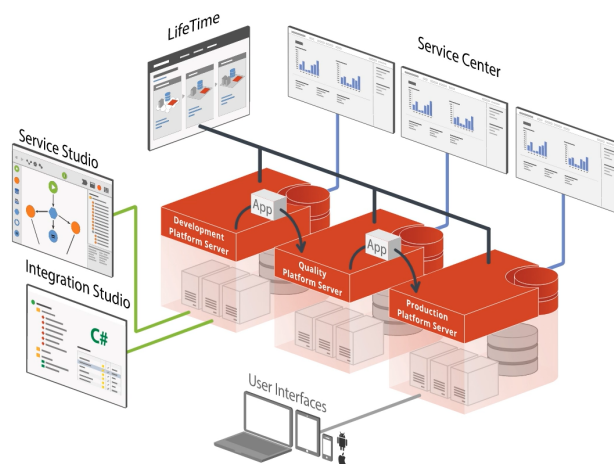 LifeTime
Service Center
Service Studio
App
Development
Platform Server
App
Quality
Platform Server
Integration Studio
Production
Platform Server
C#
User Interfaces